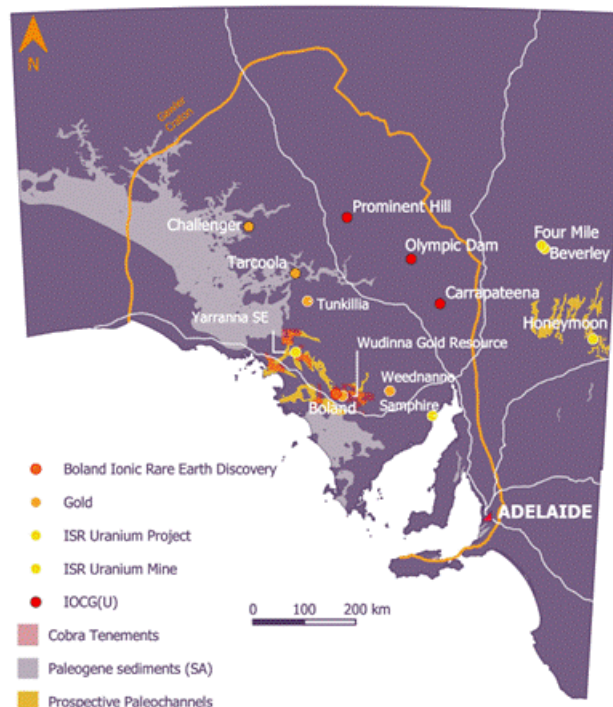 N
Gawler
Craton
Prominent Hill
Challenger
Four Mile
Beverley
Olympic Dam
Tarcoola
Carrapateena
Tunkillia
Honeymoon
Yarranna SE
Wudinna Gold Resource
Weednanna
Boland
Samphire
ADELAIDE
Boland Ionic Rare Earth Discovery
Gold
ISR Uranium Project
ISR Uranium Mine
IOCG(U)
0 100 200 km
Cobra Tenements
Paleogene sediments (SA)
Prospective Paleochannels